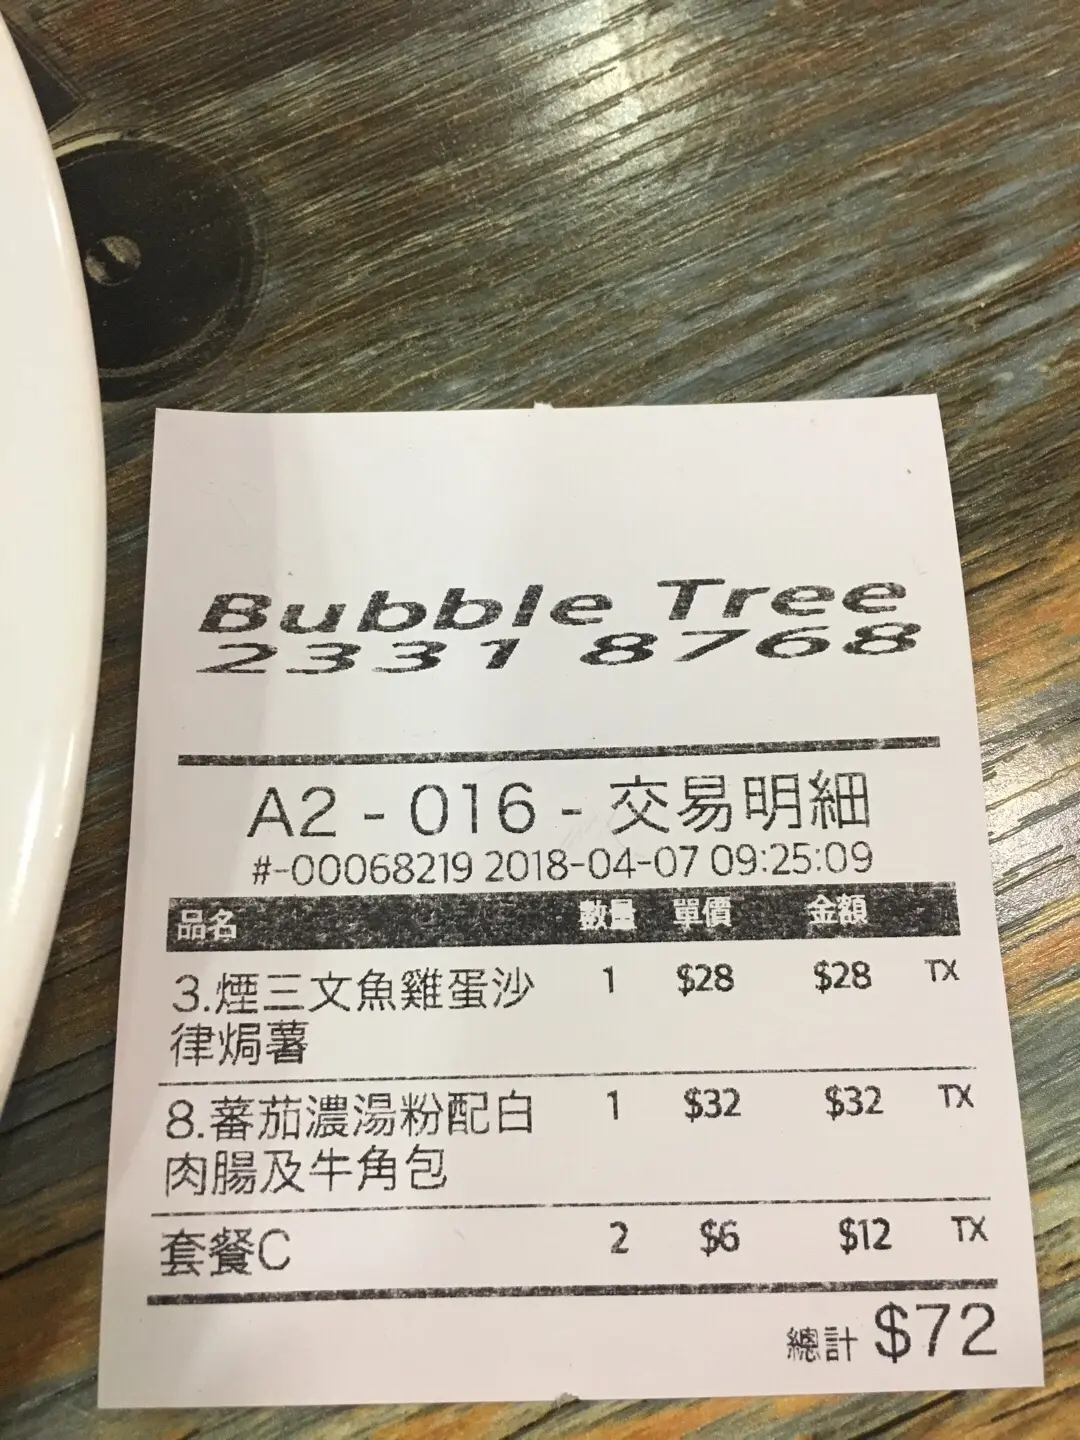 Bubble Tree
2331 8768
A2 - 016 - 交易明細
#-00068219 2018-04-07 09:25:09
品名 數量 單價 金額
3.煙三文魚雞蛋沙 1 $28 $28 TX
律焗薯
8.蕃茄濃湯粉配白 1 $32 $32 TX
肉腸及牛角包
套餐C 2 $6 $12 TX
總計 $72